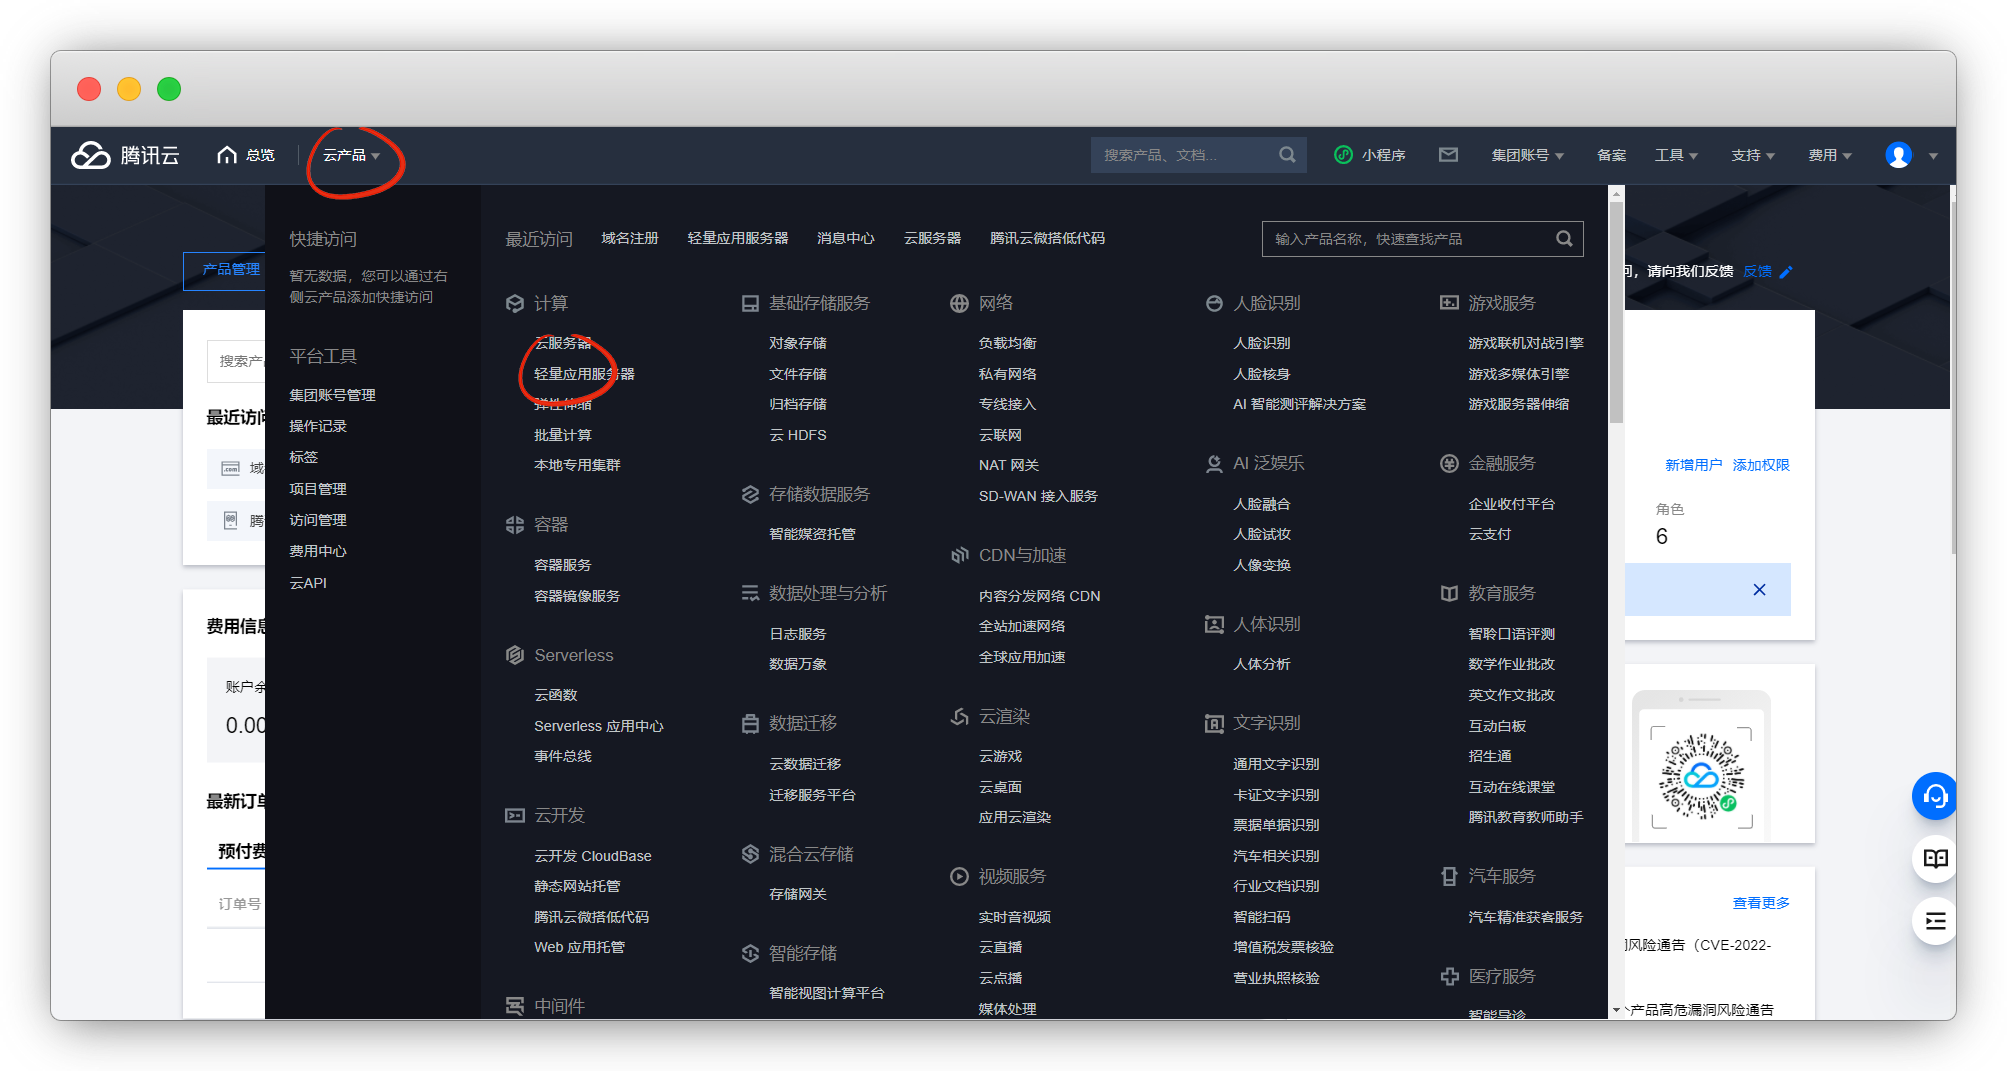 腾讯云
总览
云产品
搜索产品、文档...
小程序
集团账号
备案
工具
支持
费用
产品管理
问，请向我们反馈 反馈
搜索产
最近访问
域
腾
费用信息
账户余
0.00
最新订单
预付费
订单号
快捷访问
暂无数据，您可以通过右
侧云产品添加快捷访问
平台工具
集团账号管理
操作记录
标签
项目管理
访问管理
费用中心
云API
最近访问 域名注册 轻量应用服务器 消息中心 云服务器 腾讯云微搭低代码
输入产品名称，快速查找产品
计算
云服务器
轻量应用服务器
弹性伸缩
批量计算
本地专用集群
容器
容器服务
容器镜像服务
Serverless
云函数
Serverless 应用中心
事件总线
云开发
云开发 CloudBase
静态网站托管
腾讯云微搭低代码
Web 应用托管
中间件
基础存储服务
对象存储
文件存储
归档存储
云 HDFS
存储数据服务
智能媒资托管
数据处理与分析
日志服务
数据万象
数据迁移
云数据迁移
迁移服务平台
混合云存储
存储网关
智能存储
智能视图计算平台
网络
负载均衡
私有网络
专线接入
云联网
NAT 网关
SD-WAN 接入服务
CDN与加速
内容分发网络 CDN
全站加速网络
全球应用加速
云渲染
云游戏
云桌面
应用云渲染
视频服务
实时音视频
云直播
云点播
媒体处理
人脸识别
人脸识别
人脸核身
AI 智能测评解决方案
AI 泛娱乐
人脸融合
人脸试妆
人像变换
人体识别
人体分析
文字识别
通用文字识别
卡证文字识别
票据单据识别
汽车相关识别
行业文档识别
智能扫码
增值税发票核验
营业执照核验
游戏服务
游戏联机对战引擎
游戏多媒体引擎
游戏服务器伸缩
金融服务
企业收付平台
云支付
教育服务
智聆口语评测
数学作业批改
英文作文批改
互动白板
招生通
互动在线课堂
腾讯教育教师助手
汽车服务
汽车精准获客服务
医疗服务
智能导诊
新增用户 添加权限
角色
6
查看更多
风险通告（CVE-2022-
个产品高危漏洞风险通告